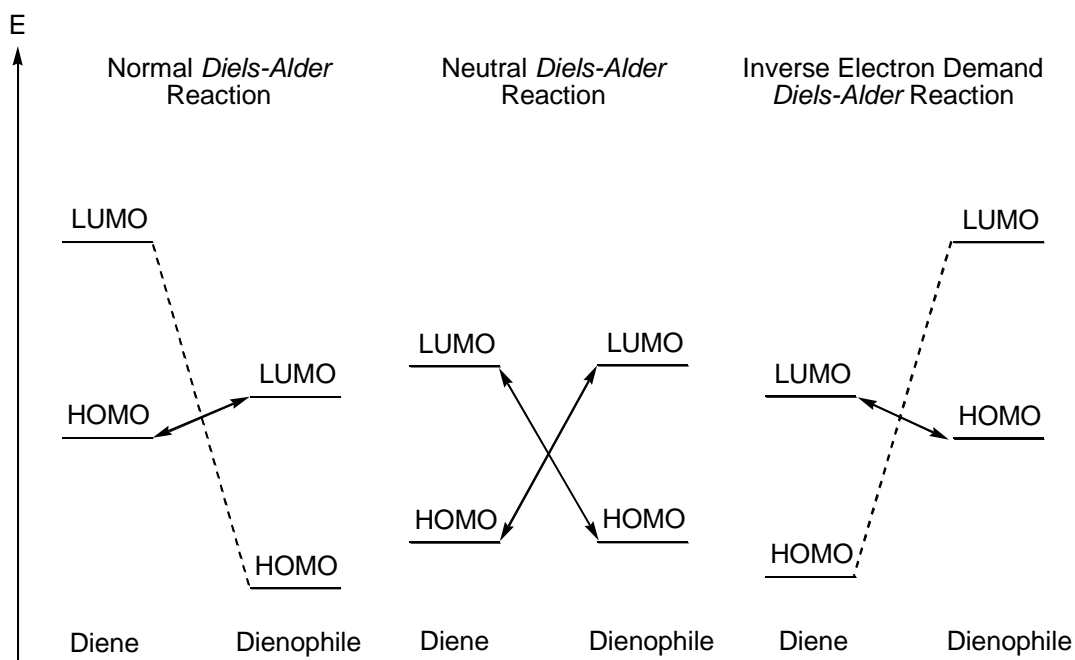 E
Normal Diels-Alder
Reaction
Neutral Diels-Alder
Reaction
Inverse Electron Demand
Diels-Alder Reaction
LUMO
LUMO
LUMO
LUMO
LUMO
LUMO
HOMO
HOMO
HOMO
HOMO
HOMO
HOMO
Diene
Dienophile
Diene
Dienophile
Diene
Dienophile